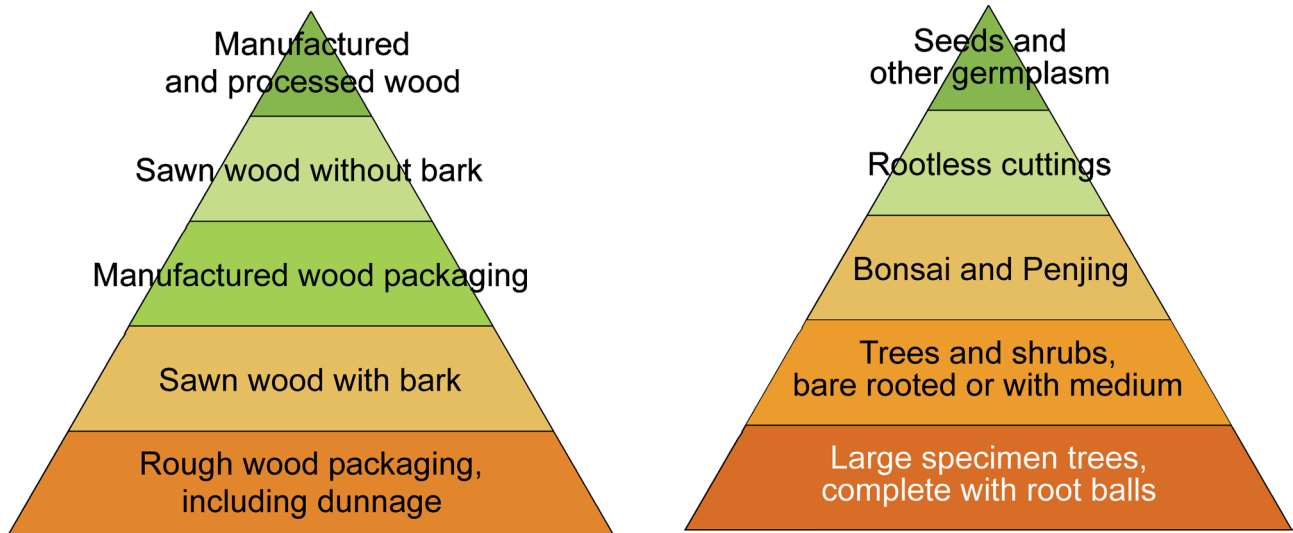 Manufactured
and processed wood
Sawn wood without bark
Manufactured wood packaging
Sawn wood with bark
Rough wood packaging,
including dunnage
Seeds and
other germplasm
Rootless cuttings
Bonsai and Penjing
Trees and shrubs,
bare rooted or with medium
Large specimen trees,
complete with root balls